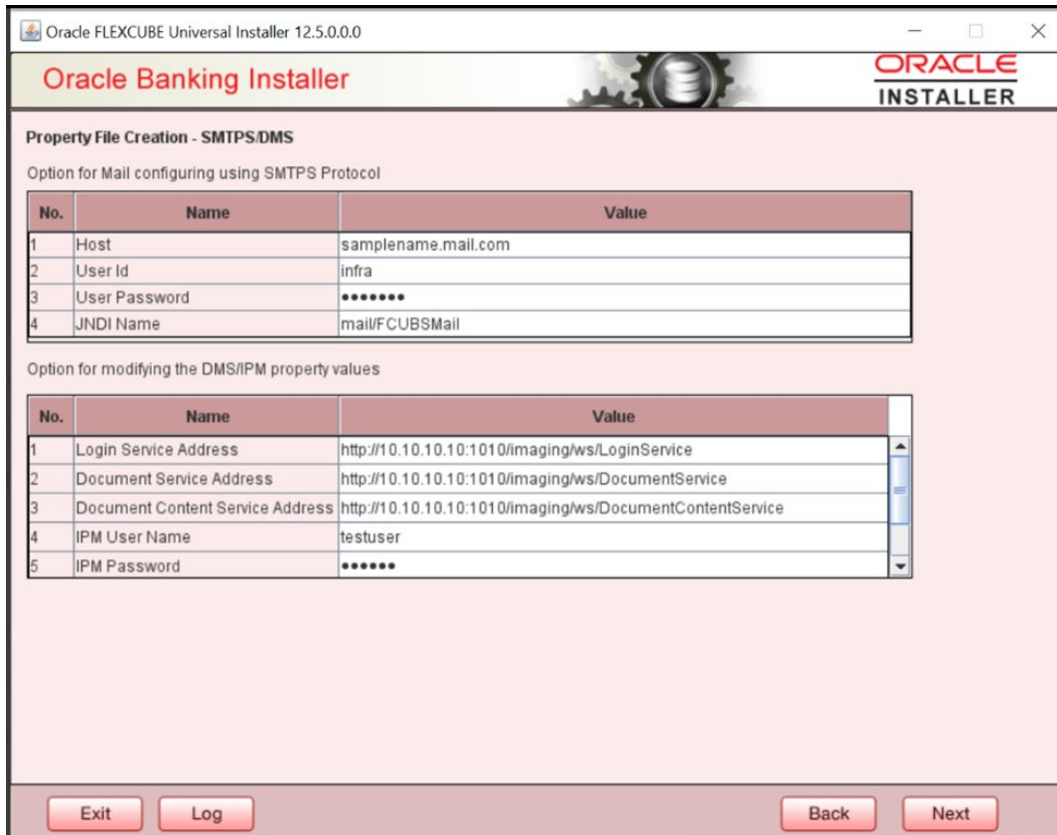 Oracle FLEXCUBE Universal Installer 12.5.0.0.0
Oracle Banking Installer
ORACLE
INSTALLER
Property File Creation - SMTPS/DMS
Option for Mail configuring using SMTPS Protocol
No. Name Value
1 Host samplename.mail.com
2 User Id infra
3 User Password •••••••
4 JNDI Name mail/FCUBSMail
Option for modifying the DMS/IPM property values
No. Name Value
1 Login Service Address http://10.10.10.10:1010/imaging/ws/LoginService
2 Document Service Address http://10.10.10.10:1010/imaging/ws/DocumentService
3 Document Content Service Address http://10.10.10.10:1010/imaging/ws/DocumentContentService
4 IPM User Name testuser
5 IPM Password ••••••
Exit Log Back Next